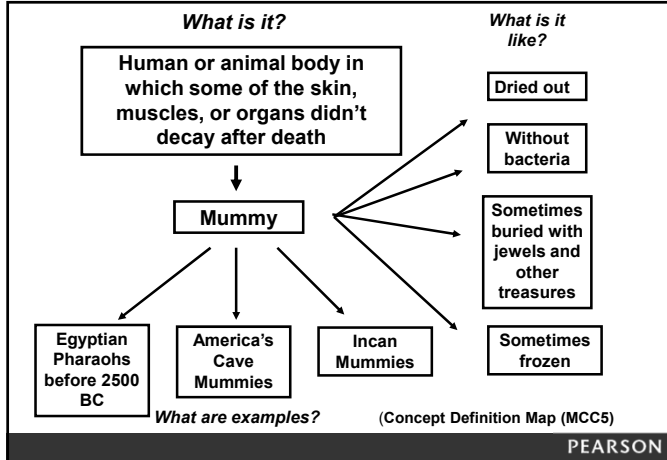 What is it?
Human or animal body in
which some of the skin,
muscles, or organs didn’t
decay after death
Mummy
What is it
like?
Dried out
Without
bacteria
Sometimes
buried with
jewels and
other
treasures
Sometimes
frozen
Egyptian
Pharaohs
before 2500
BC
America’s
Cave
Mummies
Incan
Mummies
What are examples?
(Concept Definition Map (MCC5)
PEARSON